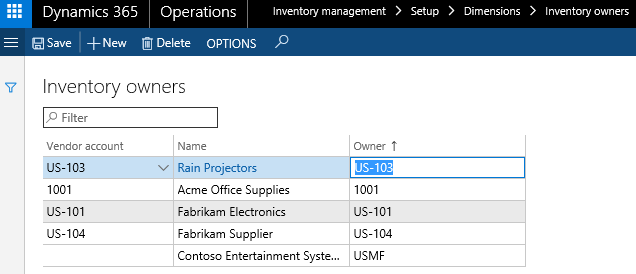 Dynamics 365 Operations Inventory management > Setup > Dimensions > Inventory owners
Save + New Delete OPTIONS
Inventory owners
Filter
Vendor account Name Owner ↑
US-103 Rain Projectors US-103
1001 Acme Office Supplies 1001
US-101 Fabrikam Electronics US-101
US-104 Fabrikam Supplier US-104
Contoso Entertainment Syste... USMF